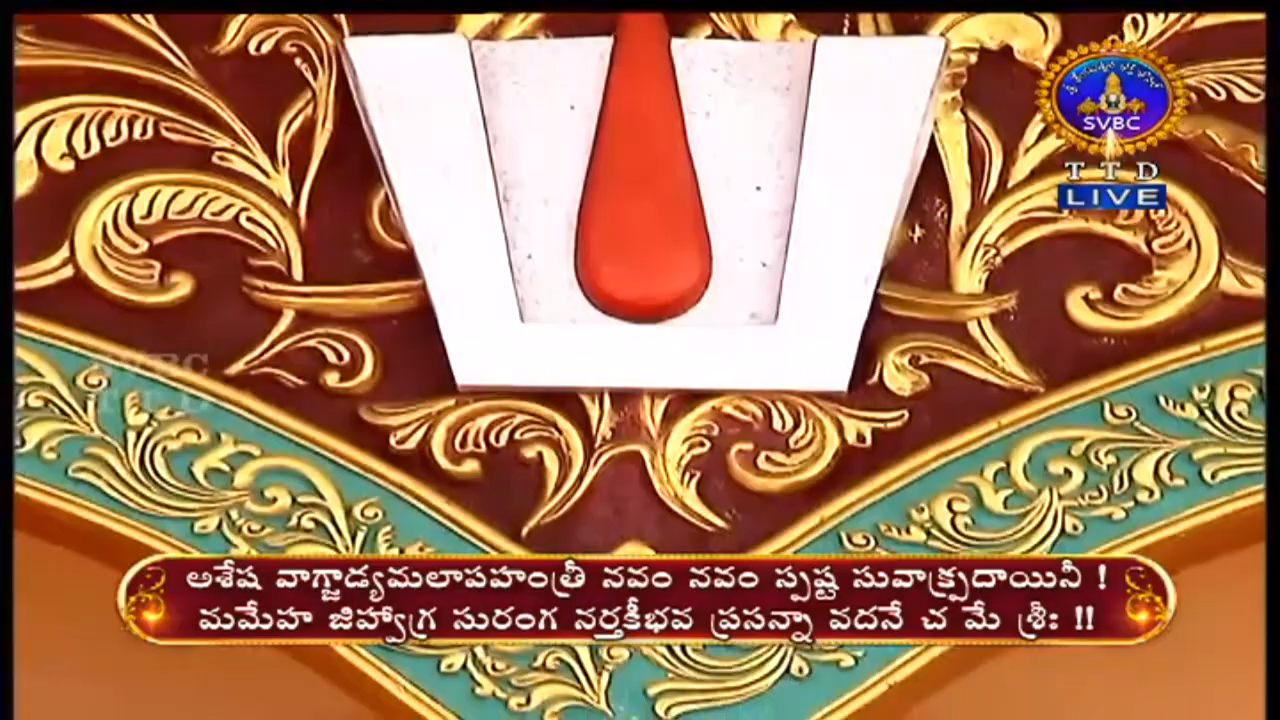 SVBC
TTD
LIVE
అశేష వాగ్జాడ్యమలాపహంత్రీ నవం నవం స్పష్ట సువాక్ప్రదాయినీ !
మమేహ జిహ్వాగ్ర సురంగ నర్తకీభవ ప్రసన్నా వదనే చ మే శ్రీః !!